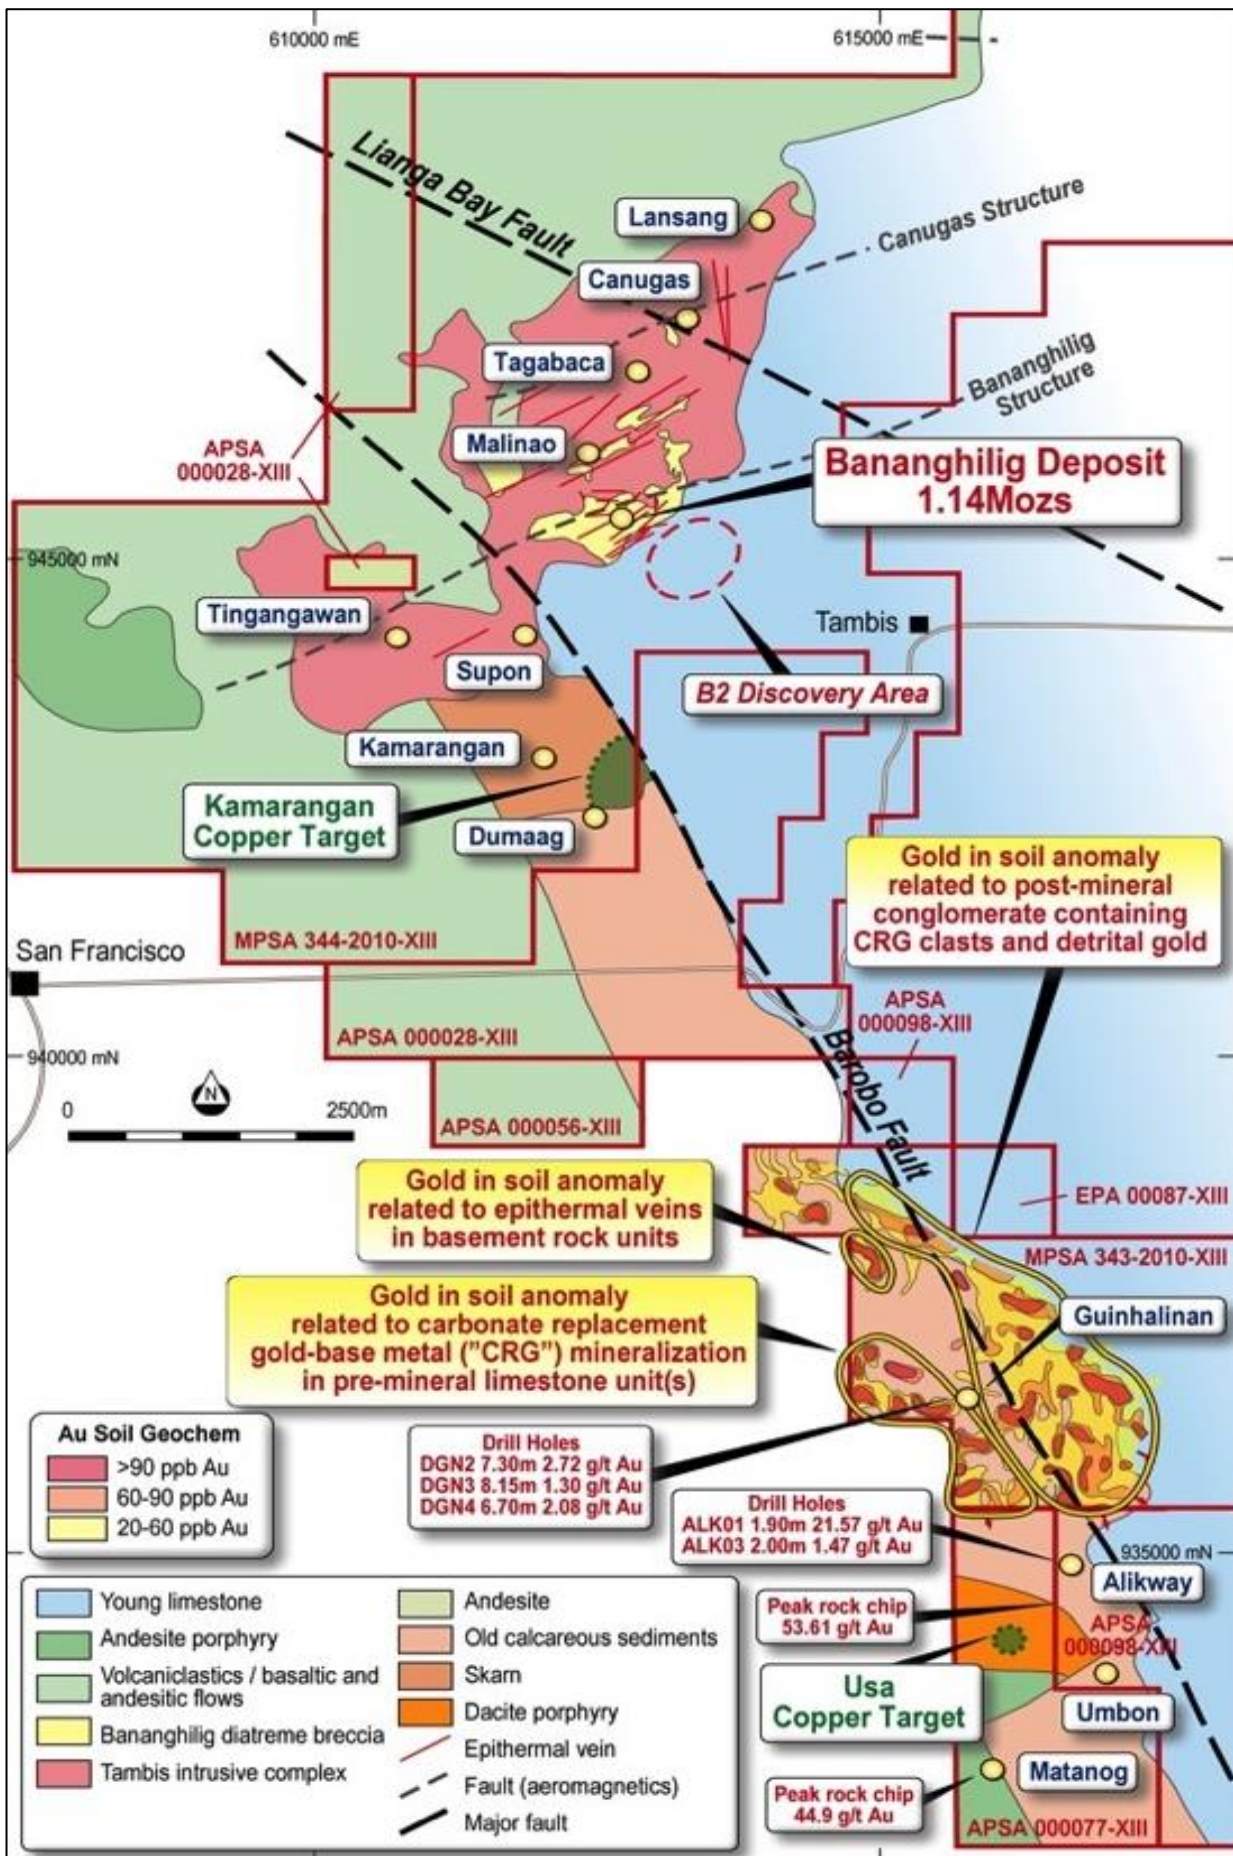 610000 mE
615000 mE
Lianga Bay Fault
Lansang
Canugas Structure
Canugas
Tagabaca
Bananghilig
Structure
APSA
000028-XIII
Malinao
Bananghilig Deposit
1.14Mozs
945000 mN
Tingangawan
Tambis
Supon
B2 Discovery Area
Kamarangan
Kamarangan
Copper Target
Dumaag
Gold in soil anomaly
related to post-mineral
conglomerate containing
CRG clasts and detrital gold
MPSA 344-2010-XIII
San Francisco
APSA
000098-XIII
APSA 000028-XIII
Barobo Fault
940000 mN
N
0
2500m
APSA 000056-XIII
Gold in soil anomaly
related to epithermal veins
in basement rock units
EPA 00087-XIII
MPSA 343-2010-XIII
Gold in soil anomaly
related to carbonate replacement
gold-base metal ("CRG") mineralization
in pre-mineral limestone unit(s)
Guinhalinan
Au Soil Geochem
>90 ppb Au
60-90 ppb Au
20-60 ppb Au
Drill Holes
DGN2 7.30m 2.72 g/t Au
DGN3 8.15m 1.30 g/t Au
DGN4 6.70m 2.08 g/t Au
Drill Holes
ALK01 1.90m 21.57 g/t Au
ALK03 2.00m 1.47 g/t Au
935000 mN
Alikway
Young limestone
Andesite porphyry
Volcaniclastics / basaltic and
andesitic flows
Bananghilig diatreme breccia
Tambis intrusive complex
Andesite
Old calcareous sediments
Skarn
Dacite porphyry
Epithermal vein
Fault (aeromagnetics)
Major fault
Peak rock chip
53.61 g/t Au
APSA
000098-XIII
Usa
Copper Target
Umbon
Matanog
Peak rock chip
44.9 g/t Au
APSA 000077-XIII